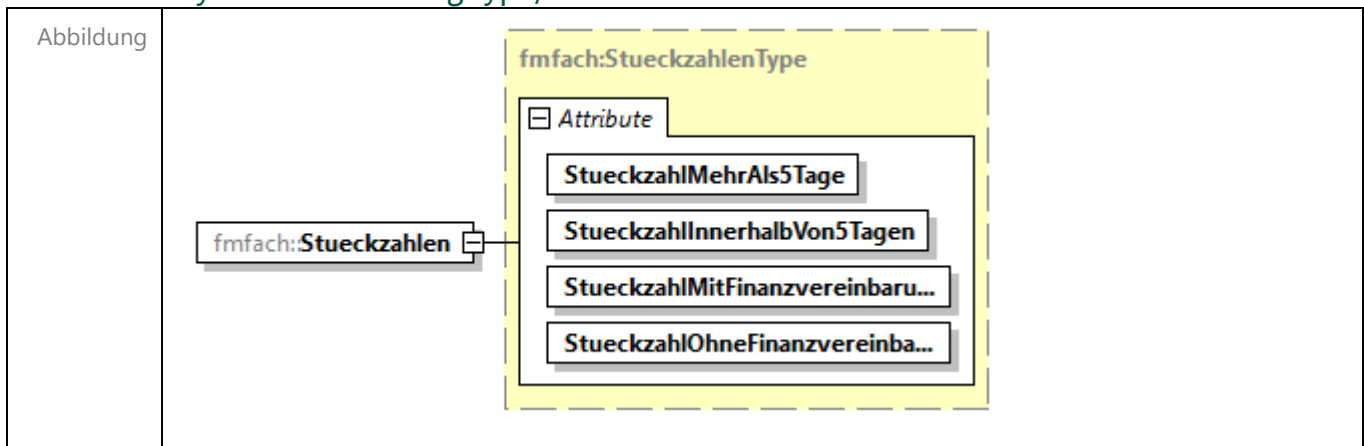 Abbildung
fmfach:StueckzahlenType
Attribute
StueckzahlMehrAls5Tage
StueckzahlInnerhalbVon5Tagen
fmfach:Stueckzahlen
StueckzahlMitFinanzvereinbaru...
StueckzahlOhneFinanzvereinba...